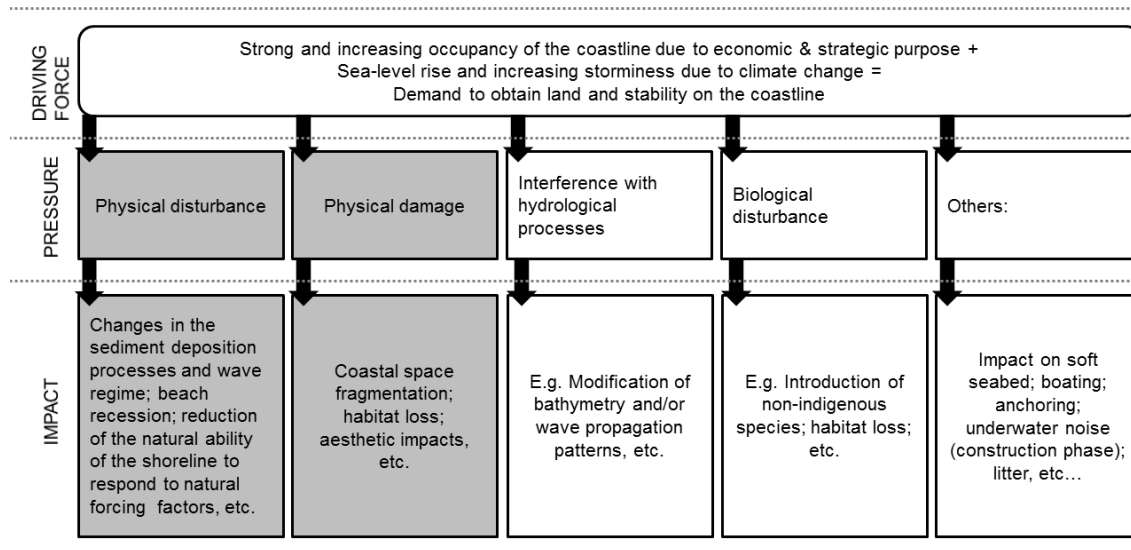 DRIVING
FORCE
Strong and increasing occupancy of the coastline due to economic & strategic purpose +
Sea-level rise and increasing storminess due to climate change =
Demand to obtain land and stability on the coastline
PRESSURE
Physical disturbance
Physical damage
Interference with
hydrological
processes
Biological
disturbance
Others:
IMPACT
Changes in the
sediment deposition
processes and wave
regime; beach
recession; reduction
of the natural ability
of the shoreline to
respond to natural
forcing factors, etc.
Coastal space
fragmentation;
habitat loss;
aesthetic impacts,
etc.
E.g. Modification of
bathymetry and/or
wave propagation
patterns, etc.
E.g. Introduction of
non-indigenous
species; habitat loss;
etc.
Impact on soft
seabed; boating;
anchoring;
underwater noise
(construction phase);
litter, etc…